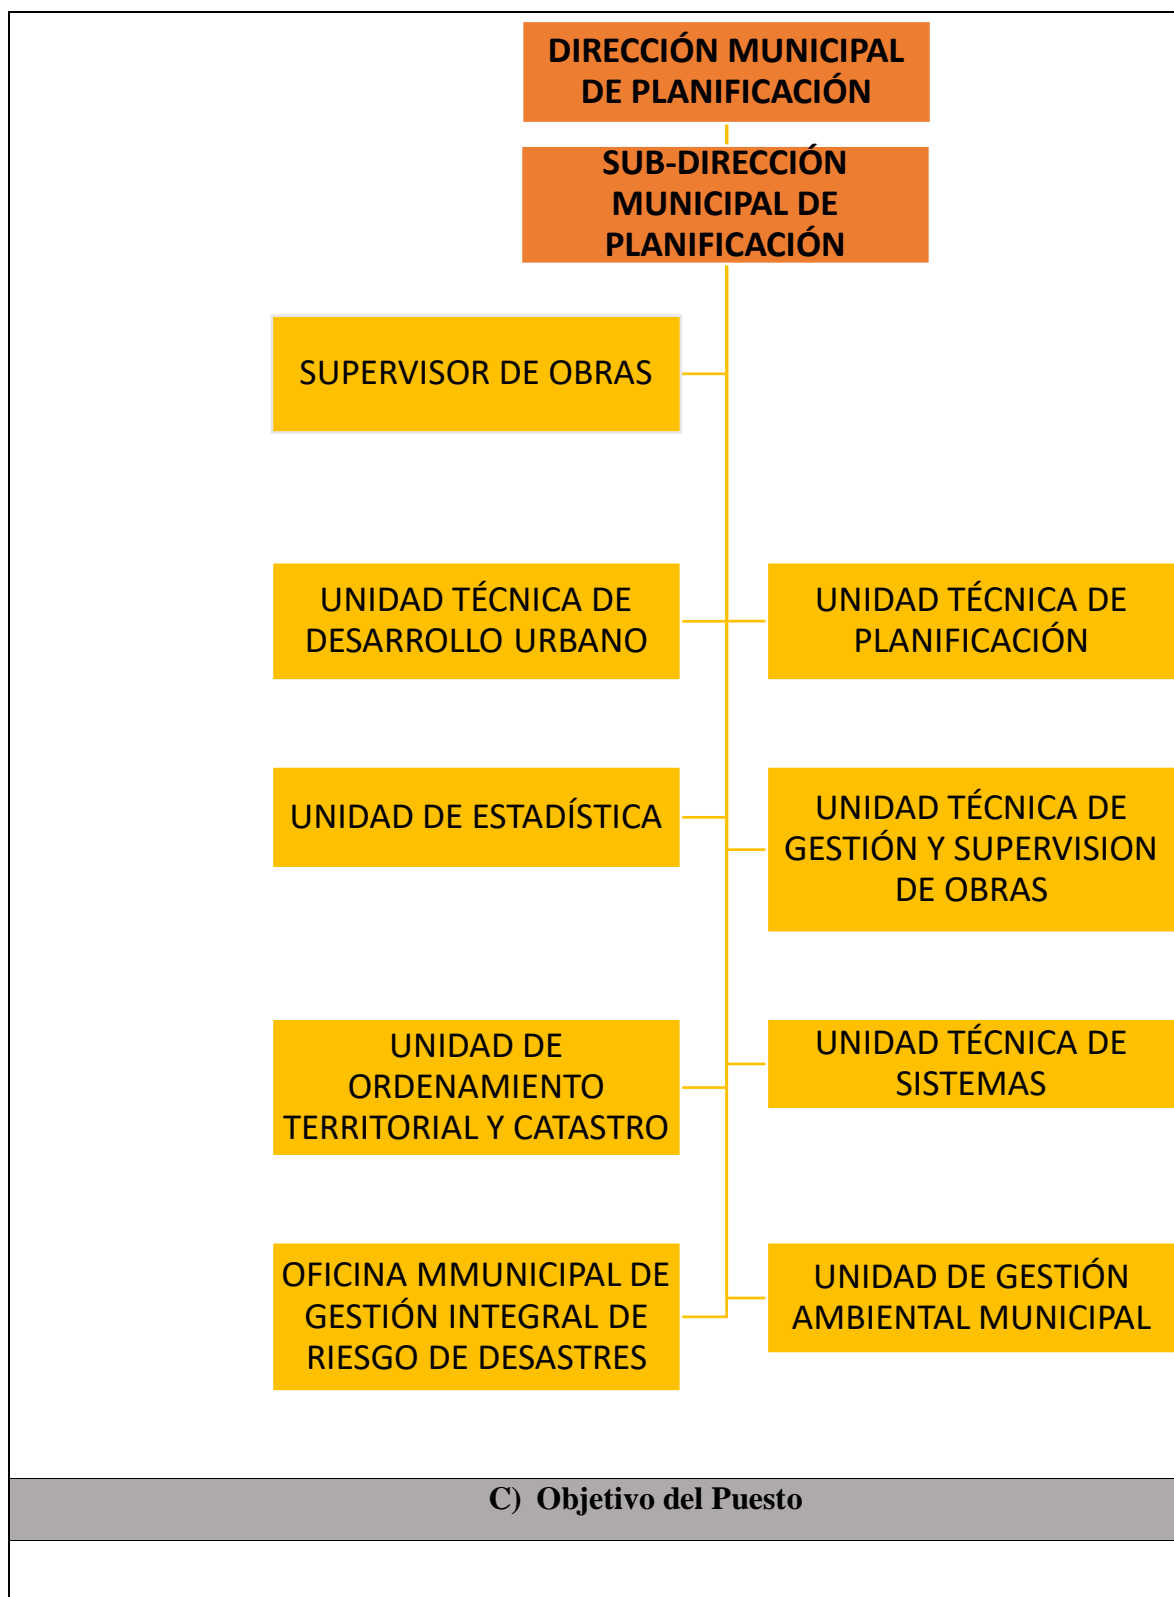 DIRECCIÓN MUNICIPAL
DE PLANIFICACIÓN
SUB-DIRECCIÓN
MUNICIPAL DE
PLANIFICACIÓN
SUPERVISOR DE OBRAS
UNIDAD TÉCNICA DE
DESARROLLO URBANO
UNIDAD TÉCNICA DE
PLANIFICACIÓN
UNIDAD DE ESTADÍSTICA
UNIDAD TÉCNICA DE
GESTIÓN Y SUPERVISION
DE OBRAS
UNIDAD DE
ORDENAMIENTO
TERRITORIAL Y CATASTRO
UNIDAD TÉCNICA DE
SISTEMAS
OFICINA MMUNICIPAL DE
GESTIÓN INTEGRAL DE
RIESGO DE DESASTRES
UNIDAD DE GESTIÓN
AMBIENTAL MUNICIPAL
C) Objetivo del Puesto